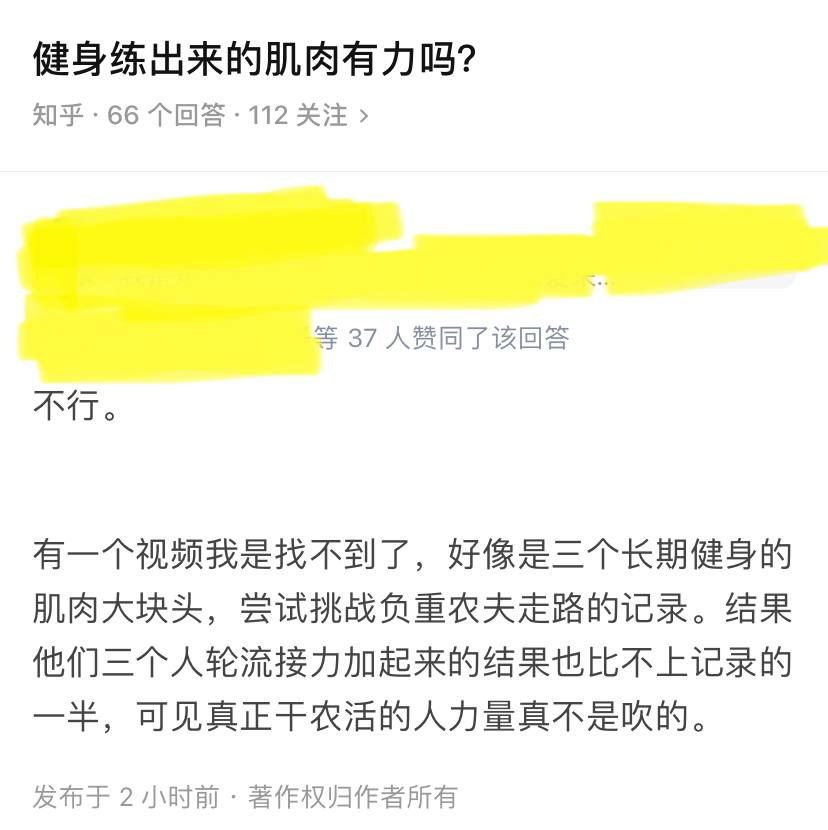 健身练出来的肌肉有力吗?
知乎 · 66 个回答 · 112 关注 >
等 37 人赞同了该回答
不行。
有一个视频我是找不到了，好像是三个长期健身的
肌肉大块头，尝试挑战负重农夫走路的记录。结果
他们三个人轮流接力加起来的结果也比不上记录的
一半，可见真正干农活的人力量真不是吹的。
发布于 2 小时前 · 著作权归作者所有